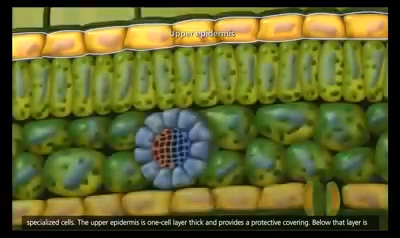 Upper epidermis
specialized cells. The upper epidermis is one-cell layer thick and provides a protective covering. Below that layer is